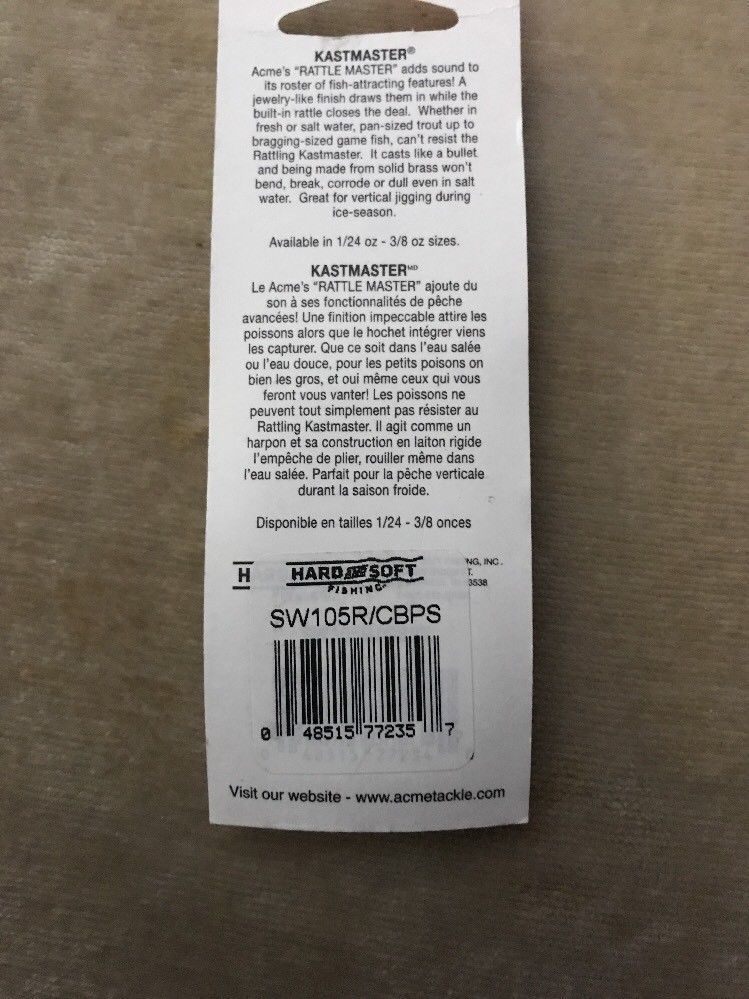 KASTMASTER®
Acme's "RATTLE MASTER" adds sound to
its roster of fish-attracting features! A
jewelry-like finish draws them in while the
built-in rattle closes the deal. Whether in
fresh or salt water, pan-sized trout up to
bragging-sized game fish, can't resist the
Rattling Kastmaster. It casts like a bullet
and being made from solid brass won't
bend, break, corrode or dull even in salt
water. Great for vertical jigging during
ice-season.
Available in 1/24 oz - 3/8 oz sizes.
KASTMASTER MD
Le Acme's "RATTLE MASTER" ajoute du
son à ses fonctionnalités de pêche
avancées! Une finition impeccable attire les
poissons alors que le hochet intégrer viens
les capturer. Que ce soit dans l'eau salée
ou l'eau douce, pour les petits poisons on
bien les gros, et oui même ceux qui vous
feront vous vanter! Les poissons ne
peuvent tout simplement pas résister au
Rattling Kastmaster. Il agit comme un
harpon et sa construction en laiton rigide
l'empêche de plier, rouiller même dans
l'eau salée. Parfait pour la pêche verticale
durant la saison froide.
Disponible en tailles 1/24 - 3/8 onces
NG, INC.
T.
3538
H HARD SOFT
FISHING
SW105R/CBPS
0 48515 77235 7
Visit our website - www.acmetackle.com